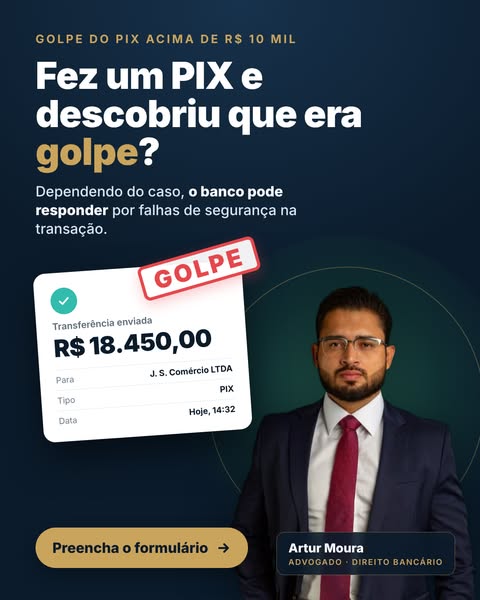 GOLPE DO PIX ACIMA DE R$ 10 MIL
Fez um PIX e
descobriu que era
golpe?
Dependendo do caso, o banco pode
responder por falhas de segurança na
transação.
GOLPE
Transferência enviada
R$ 18.450,00
Para J. S. Comércio LTDA
Tipo PIX
Data Hoje, 14:32
Preencha o formulário →
Artur Moura
ADVOGADO · DIREITO BANCÁRIO